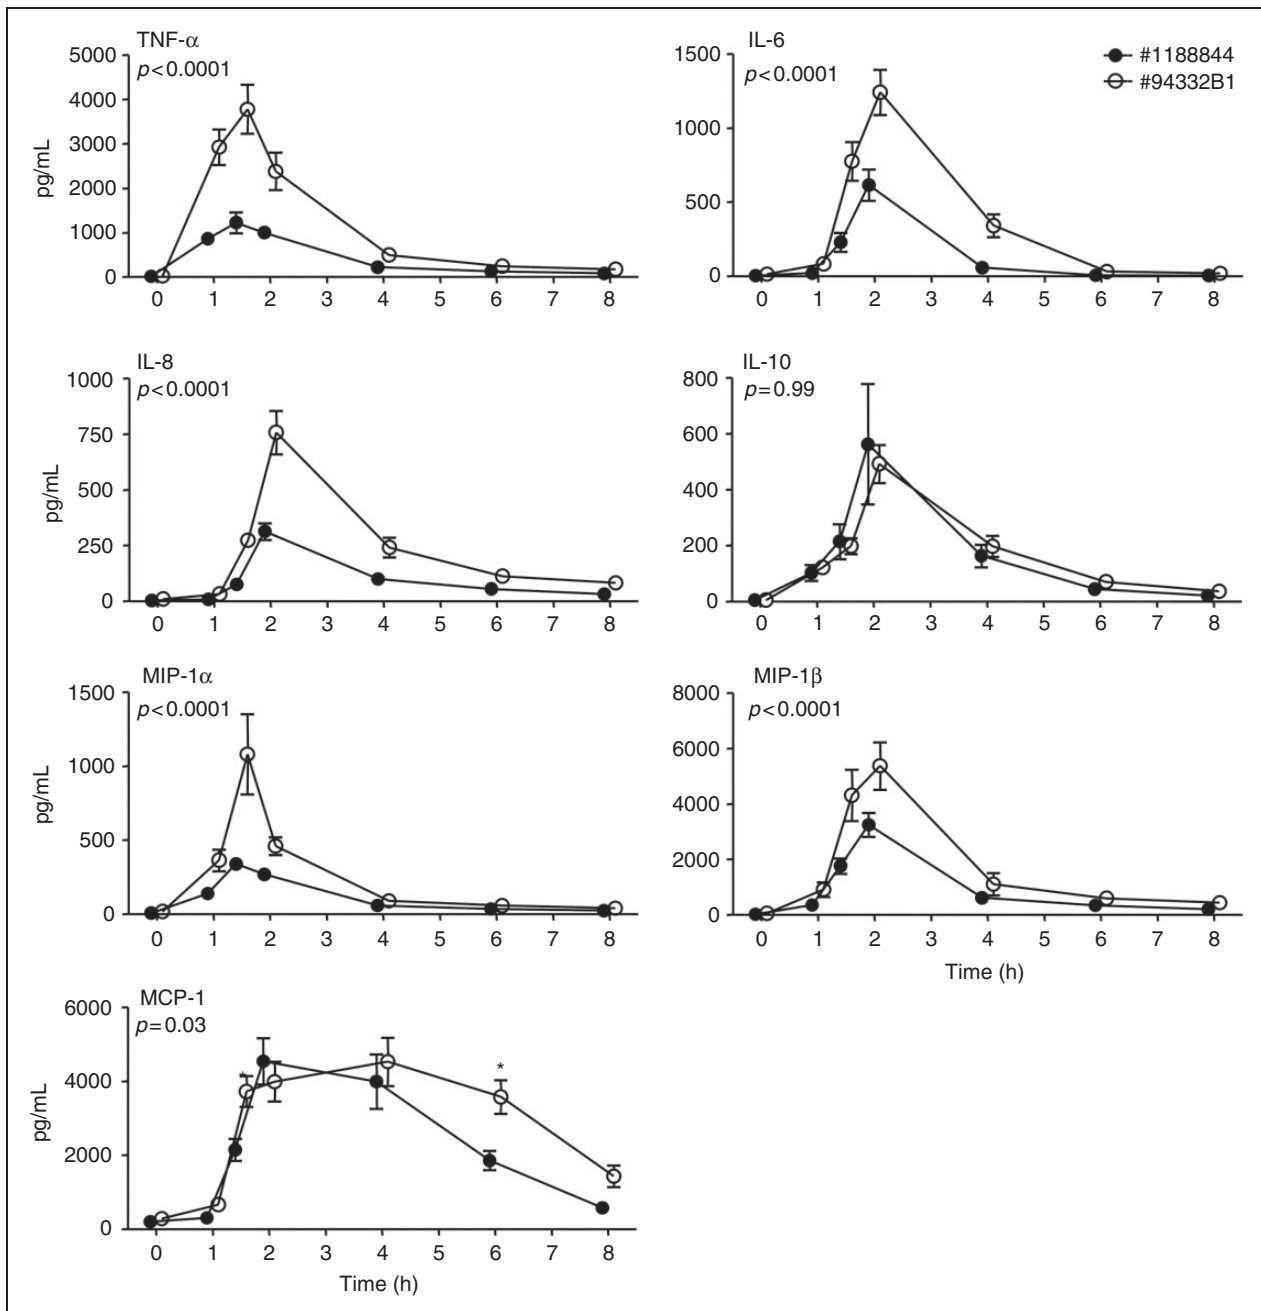 TNF-α
p<0.0001
5000
4000
3000
2000
1000
0
pg/mL
0 1 2 3 4 5 6 7 8
IL-6
p<0.0001
1500
1000
500
0
0 1 2 3 4 5 6 7 8
#1188844
#94332B1
IL-8
p<0.0001
1000
750
500
250
0
pg/mL
0 1 2 3 4 5 6 7 8
IL-10
p=0.99
800
600
400
200
0
0 1 2 3 4 5 6 7 8
MIP-1α
p<0.0001
1500
1000
500
0
pg/mL
0 1 2 3 4 5 6 7 8
MIP-1β
p<0.0001
8000
6000
4000
2000
0
0 1 2 3 4 5 6 7 8
Time (h)
MCP-1
p=0.03
6000
4000
2000
0
pg/mL
*
*
0 1 2 3 4 5 6 7 8
Time (h)